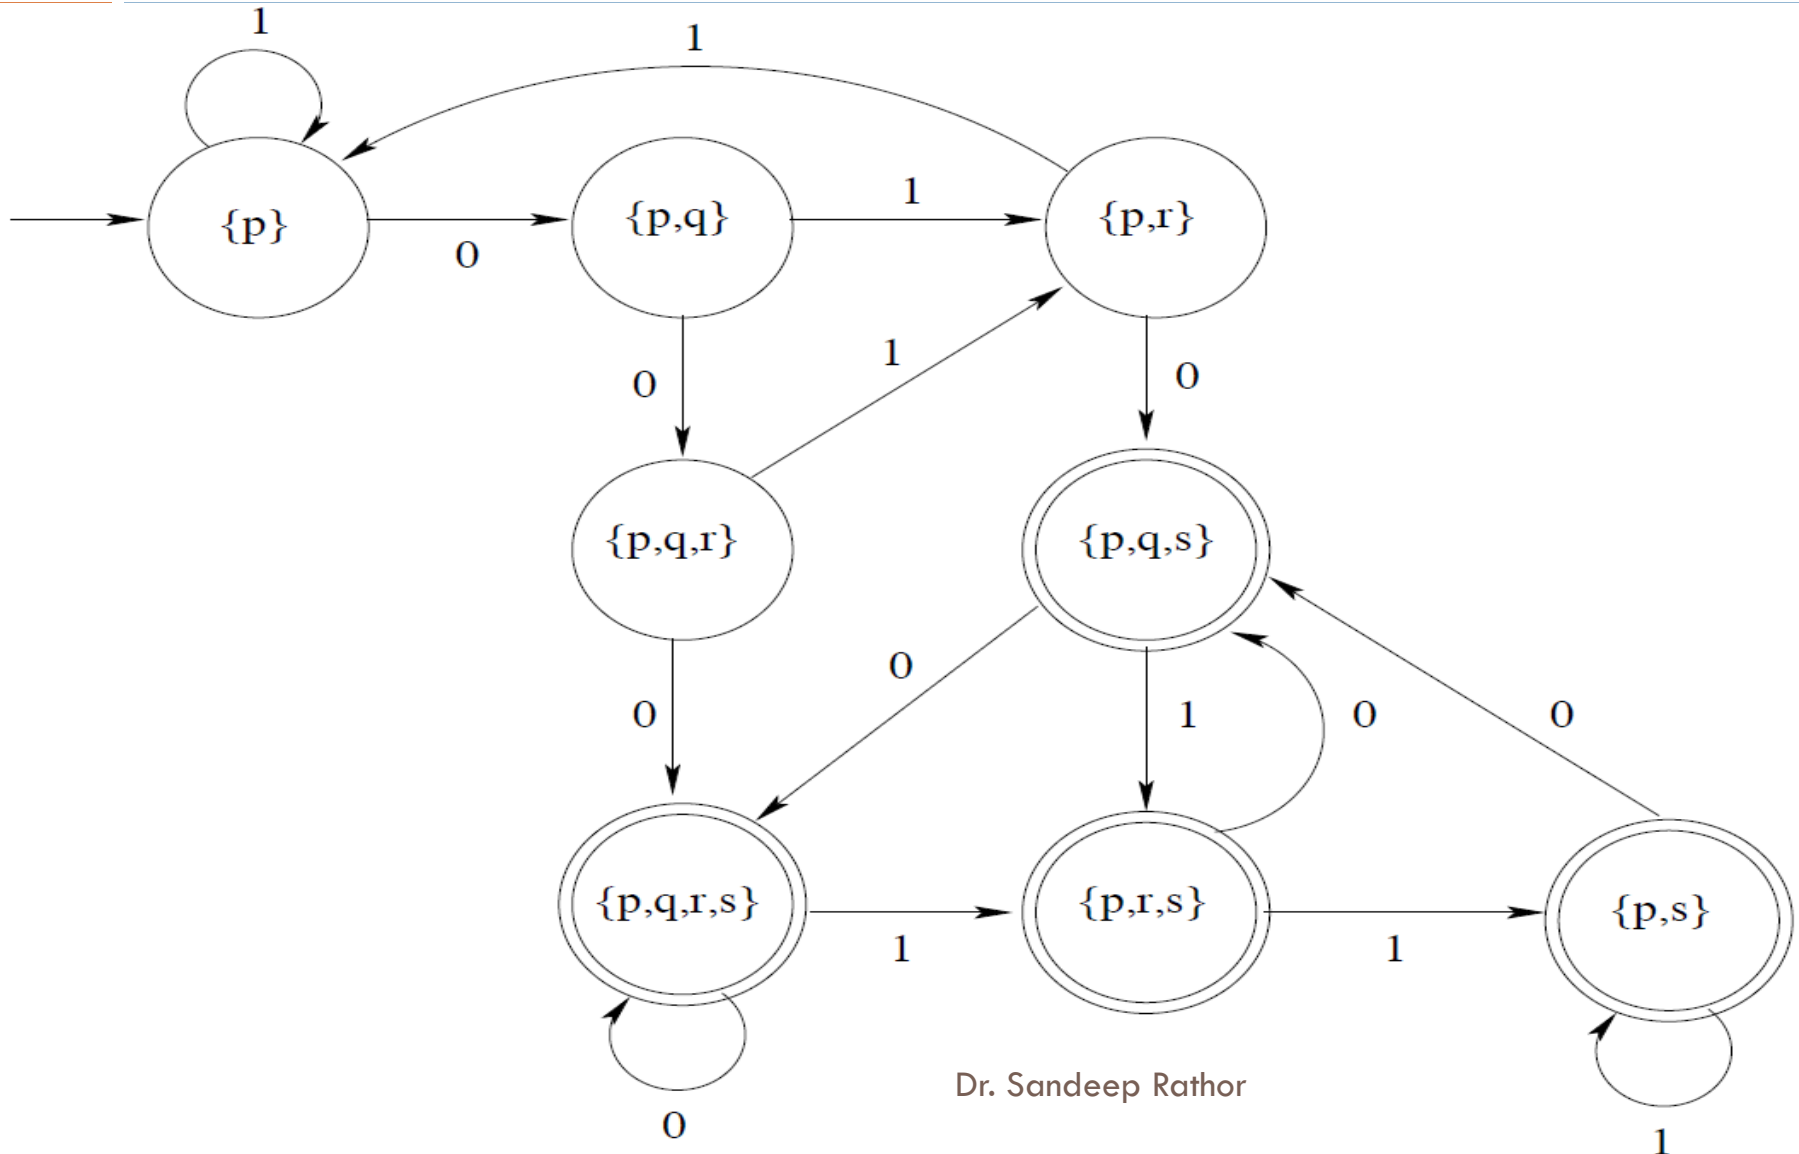 1
1
{p}
0
{p,q}
1
{p,r}
0
1
0
{p,q,r}
{p,q,s}
0
0
1
0
0
{p,q,r,s}
1
{p,r,s}
1
{p,s}
0
Dr. Sandeep Rathor
1